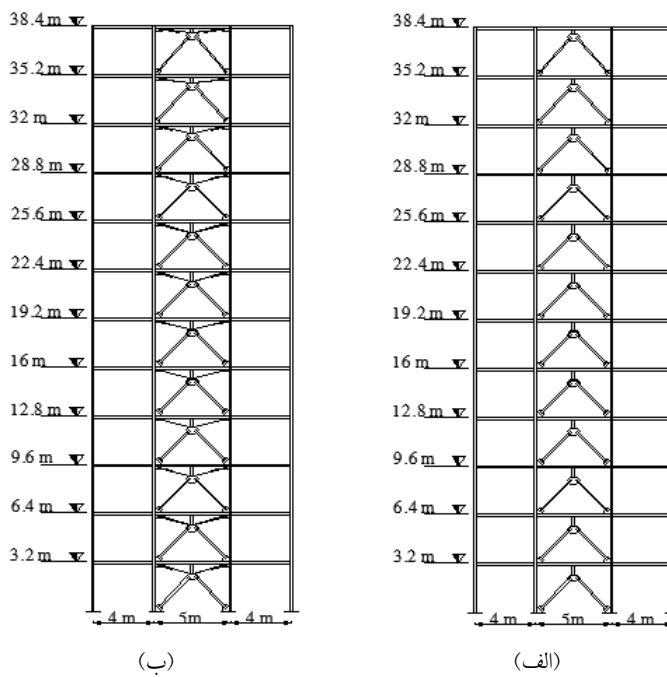 38.4 m
35.2 m
32 m
28.8 m
25.6 m
22.4 m
19.2 m
16 m
12.8 m
9.6 m
6.4 m
3.2 m
4 m 5m 4 m
(ب)
38.4 m
35.2 m
32 m
28.8 m
25.6 m
22.4 m
19.2 m
16 m
12.8 m
9.6 m
6.4 m
3.2 m
4 m 5m 4 m
(الف)